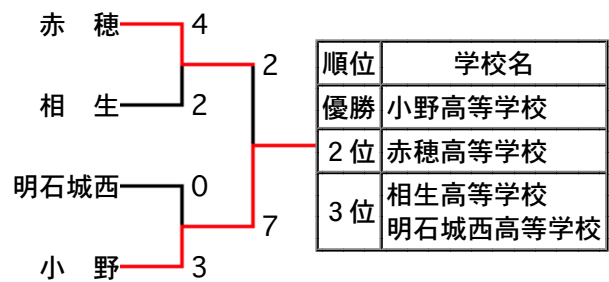 赤　穂 4
2
相　生 2
明石城西 0
7
小　野 3
順位 学校名
優勝 小野高等学校
2位 赤穂高等学校
3位 相生高等学校
明石城西高等学校